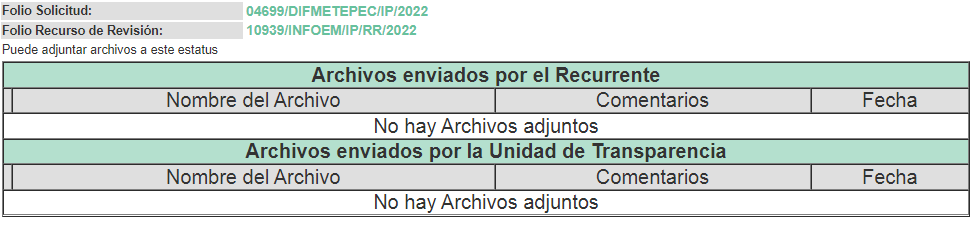 Folio Solicitud: 04699/DIFMETEPEC/IP/2022
Folio Recurso de Revisión: 10939/INFOEM/IP/RR/2022
Puede adjuntar archivos a este estatus
Archivos enviados por el Recurrente
Nombre del Archivo Comentarios Fecha
No hay Archivos adjuntos
Archivos enviados por la Unidad de Transparencia
Nombre del Archivo Comentarios Fecha
No hay Archivos adjuntos